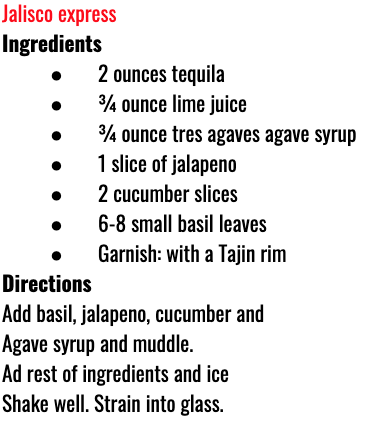 Jalisco express
Ingredients
● 2 ounces tequila
● ¾ ounce lime juice
● ¾ ounce tres agaves agave syrup
● 1 slice of jalapeno
● 2 cucumber slices
● 6-8 small basil leaves
● Garnish: with a Tajin rim
Directions
Add basil, jalapeno, cucumber and
Agave syrup and muddle.
Ad rest of ingredients and ice
Shake well. Strain into glass.